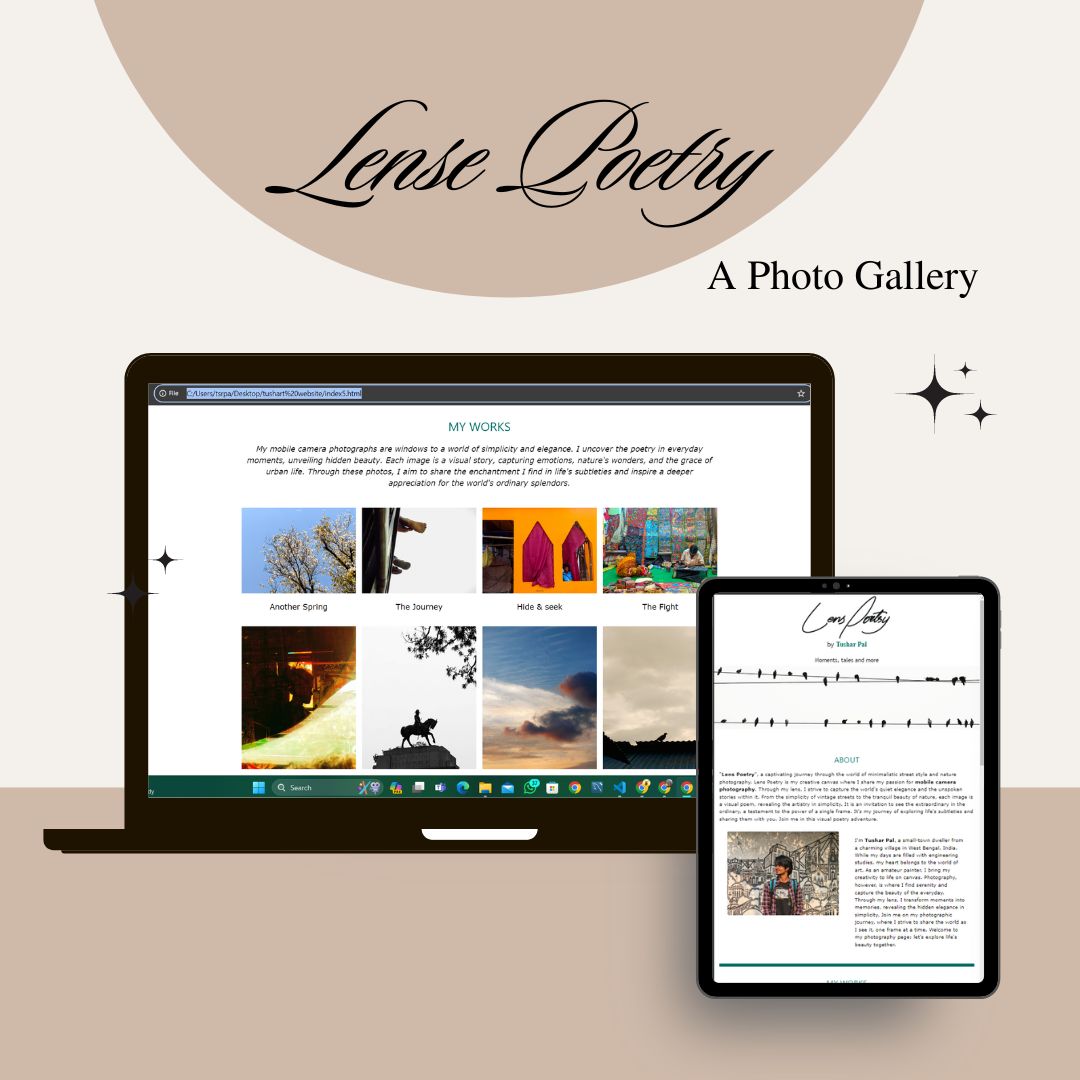 Lense Poetry
A Photo Gallery
File C:/Users/tsrpa/Desktop/tushart%20website/index5.html
MY WORKS
My mobile camera photographs are windows to a world of simplicity and elegance. I uncover the poetry in everyday
moments, unveiling hidden beauty. Each image is a visual story, capturing emotions, nature's wonders, and the grace of
urban life. Through these photos, I aim to share the enchantment I find in life's subtleties and inspire a deeper
appreciation for the world's ordinary splendors.
Another Spring
The Journey
Hide & seek
The Fight
Search
Lens Poetsy
by Tushar Pal
Moments, tales and more
ABOUT
"Lens Poetry", a captivating journey through the world of minimalistic street style and nature
photography. Lens Poetry is my creative canvas where I share my passion for mobile camera
photography. Through my lens, I strive to capture the world's quiet elegance and the unspoken
stories within it. From the simplicity of vintage streets to the tranquil beauty of nature, each image is
a visual poem, revealing the artistry in simplicity. It is an invitation to see the extraordinary in the
ordinary, a testament to the power of a single frame. It's my journey of exploring life's subtleties and
sharing them with you. Join me in this visual poetry adventure.
I'm Tushar Pal, a small-town dweller from
a charming village in West Bengal, India.
While my days are filled with engineering
studies, my heart belongs to the world of
art. As an amateur painter, I bring my
creativity to life on canvas. Photography,
however, is where I find serenity and
capture the beauty of the everyday.
Through my lens, I transform moments into
memories, revealing the hidden elegance in
simplicity. Join me on my photographic
journey, where I strive to share the world as
I see it, one frame at a time. Welcome to
my photography page; let's explore life's
beauty together.